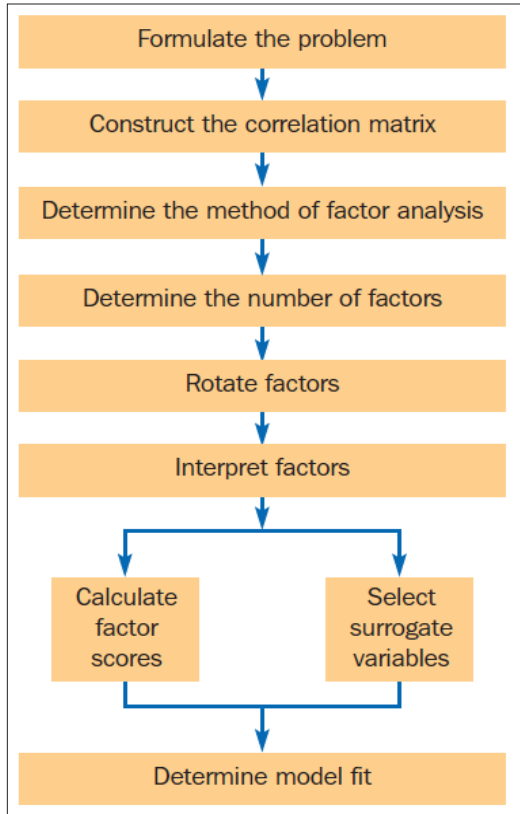 Formulate the problem
Construct the correlation matrix
Determine the method of factor analysis
Determine the number of factors
Rotate factors
Interpret factors
Calculate
factor
scores
Select
surrogate
variables
Determine model fit